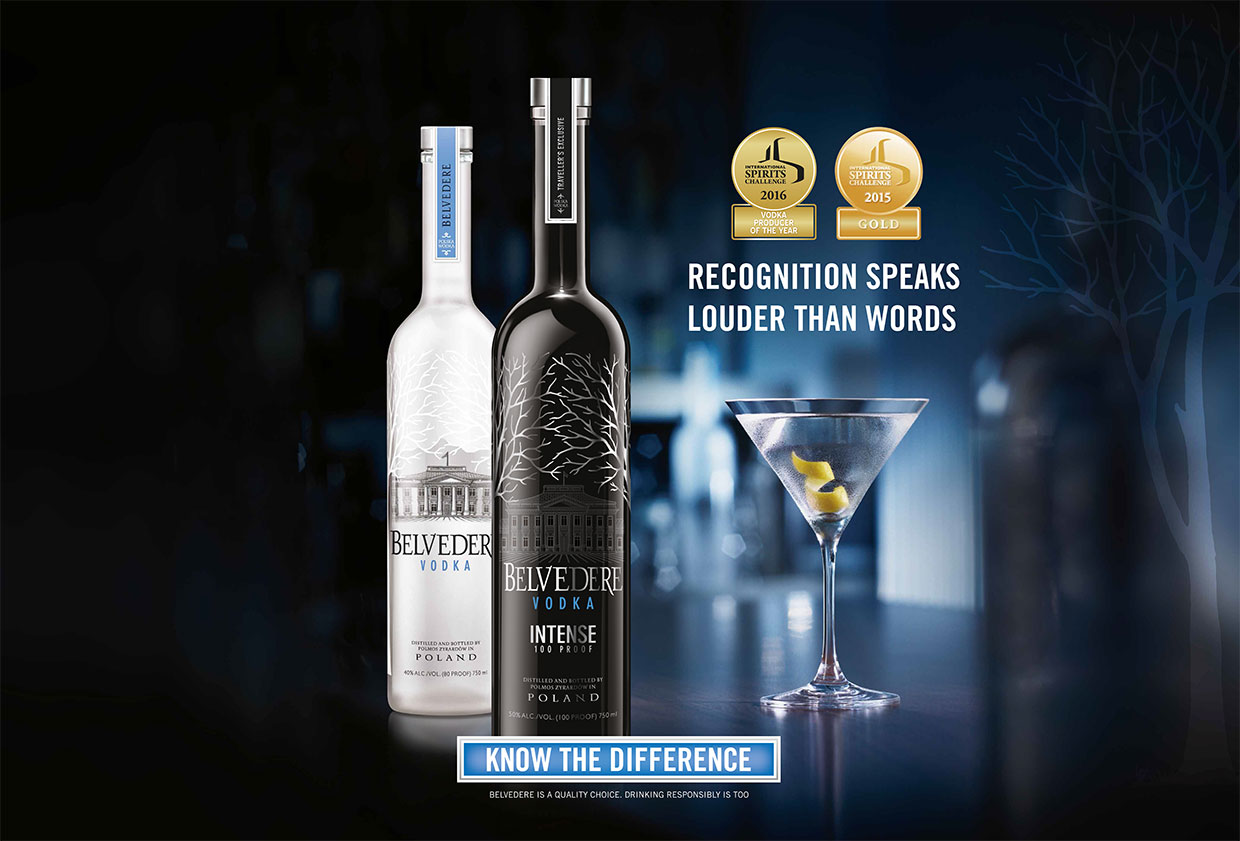 BELVEDERE
POLSKA
WÓDKA
BELVEDER
VODKA
DISTILLED AND BOTTLED BY
POLMOS ŻYRARDÓW IN
POLAND
40% ALC./VOL. (80 PROOF) 750 ml
TRAVELLER'S EXCLUSIVE
POLSKA
WÓDKA
BELVEDERE
VODKA
INTENSE
100 PROOF
DISTILLED AND BOTTLED BY
POLMOS ŻYRARDÓW IN
POLAND
50% ALC./VOL. (100 PROOF) 750 ml
INTERNATIONAL
SPIRITS
CHALLENGE
2016
VODKA
PRODUCER
OF THE YEAR
INTERNATIONAL
SPIRITS
CHALLENGE
2015
GOLD
RECOGNITION SPEAKS
LOUDER THAN WORDS
KNOW THE DIFFERENCE
BELVEDERE IS A QUALITY CHOICE. DRINKING RESPONSIBLY IS TOO